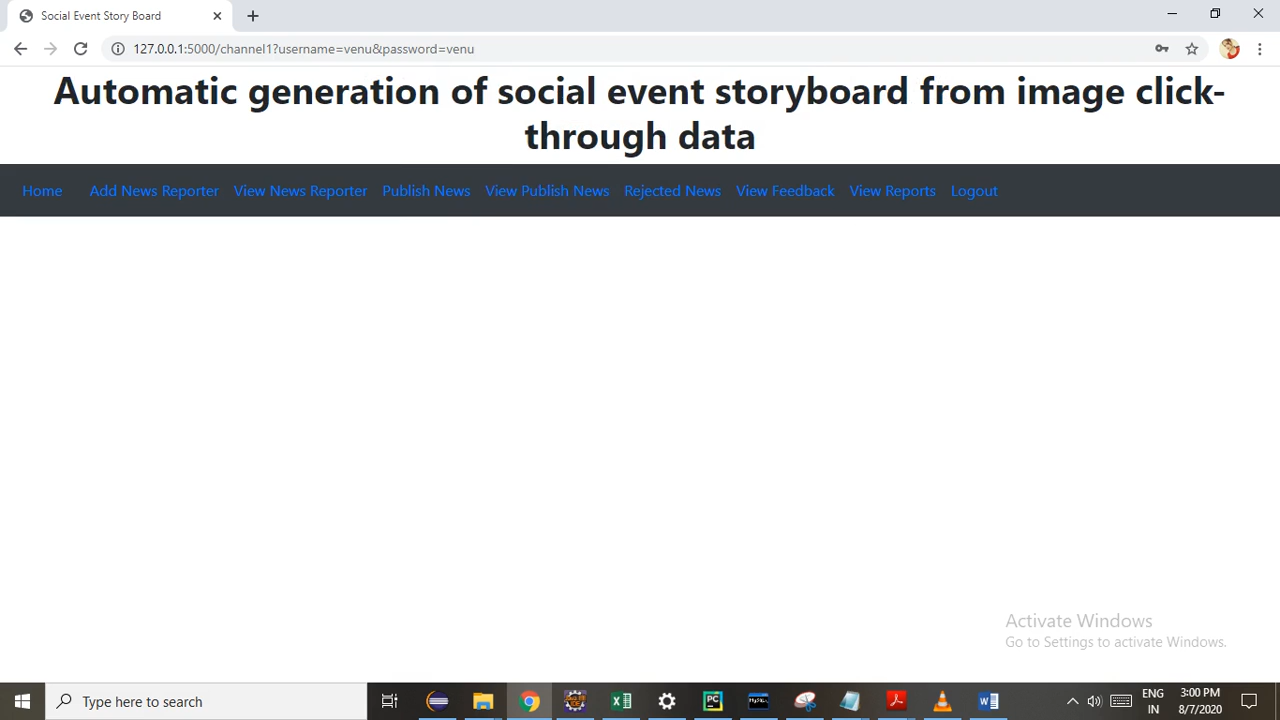 Social Event Story Board
127.0.0.1:5000/channel1?username=venu&password=venu
Automatic generation of social event storyboard from image click-
through data
Home Add News Reporter View News Reporter Publish News View Publish News Rejected News View Feedback View Reports Logout
Activate Windows
Go to Settings to activate Windows.
Type here to search
PC
ENG
IN
3:00 PM
8/7/2020